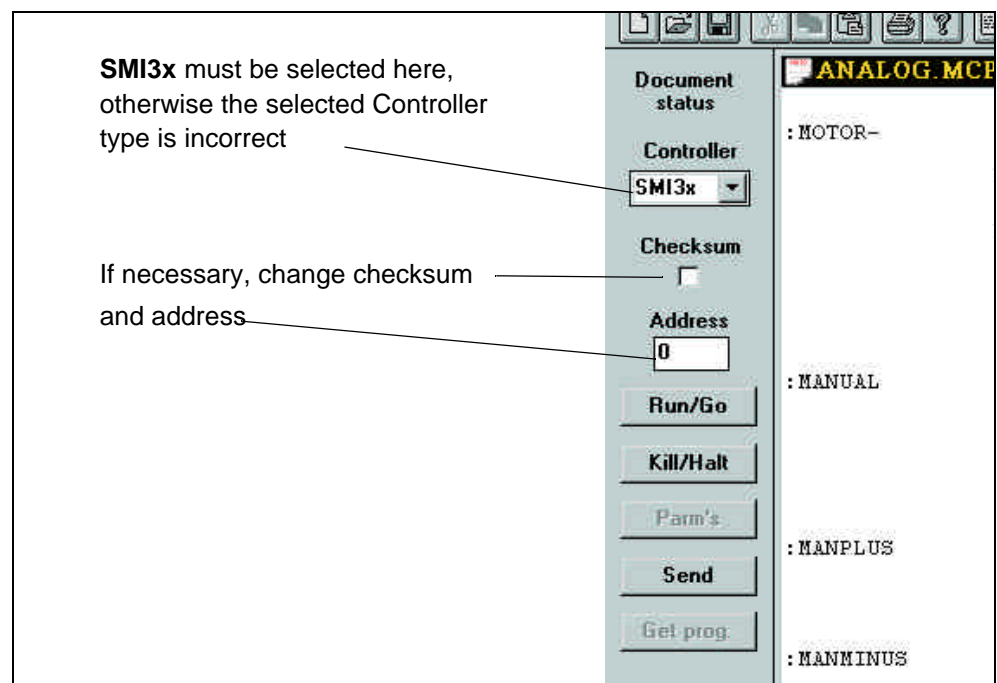 SMI3x must be selected here,
otherwise the selected Controller
type is incorrect
If necessary, change checksum
and address
Document
status
Controller
SMI3x
Checksum
Address
0
Run/Go
Kill/Halt
Parm's
Send
Get prog.
ANALOG.MCP
:MOTOR-
:MANUAL
:MANPLUS
:MANMINUS